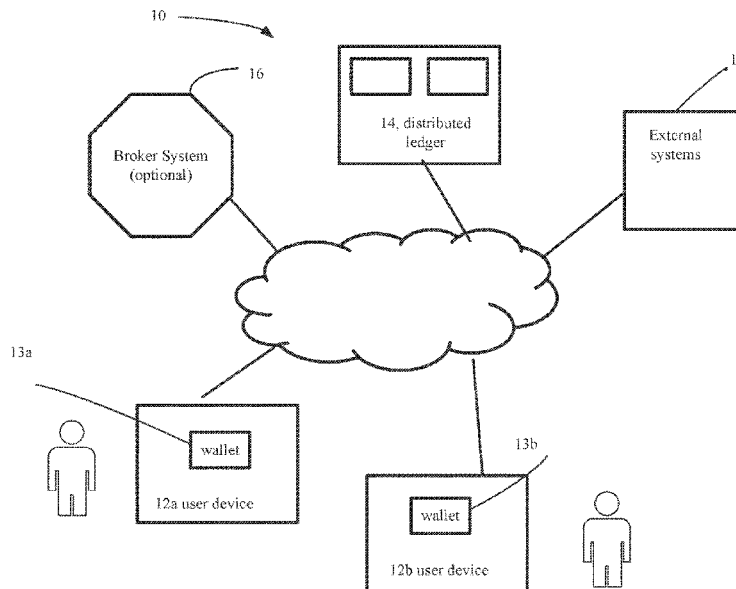 10
16
14, distributed
ledger
Broker System
(optional)
External
systems
13a
wallet
12a user device
13b
wallet
12b user device